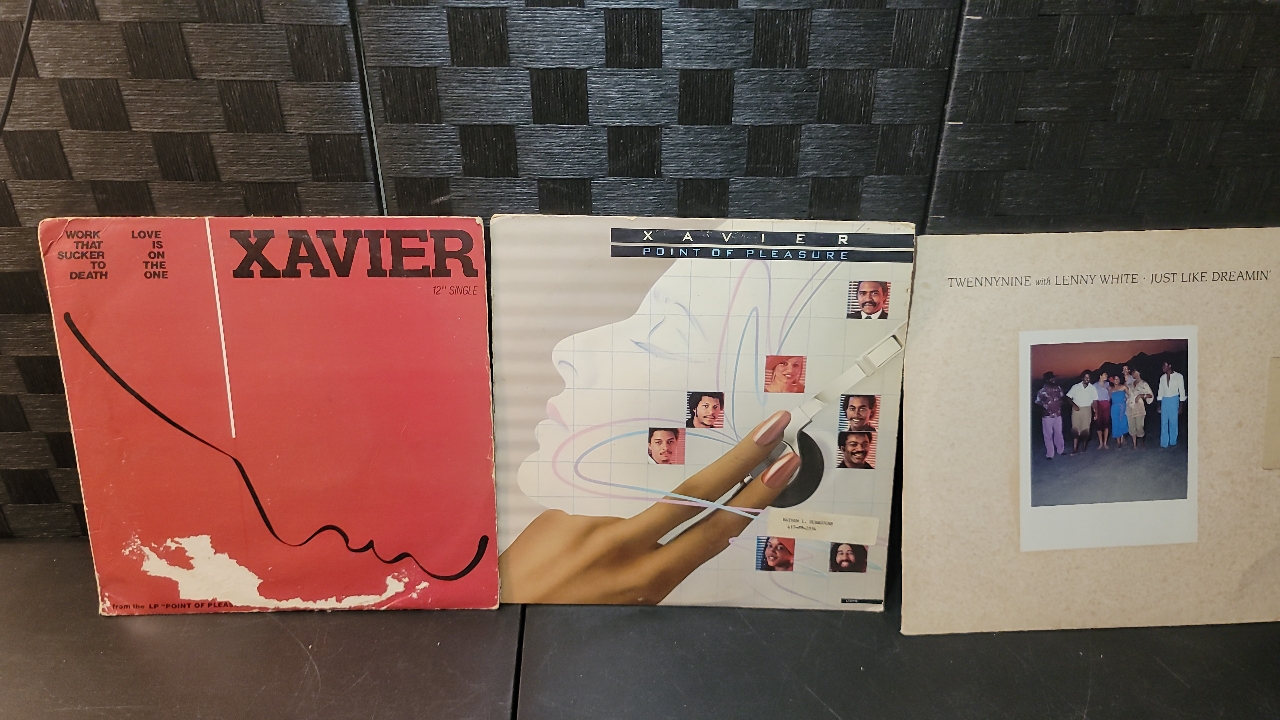 WORK
THAT
SUCKER
TO
DEATH
LOVE
IS
ON
THE
ONE
XAVIER
12" SINGLE
from the LP "POINT OF PLEAS
XAVIER
POINT OF PLEASURE
TWENNYNINE with LENNY WHITE · JUST LIKE DREAMIN'